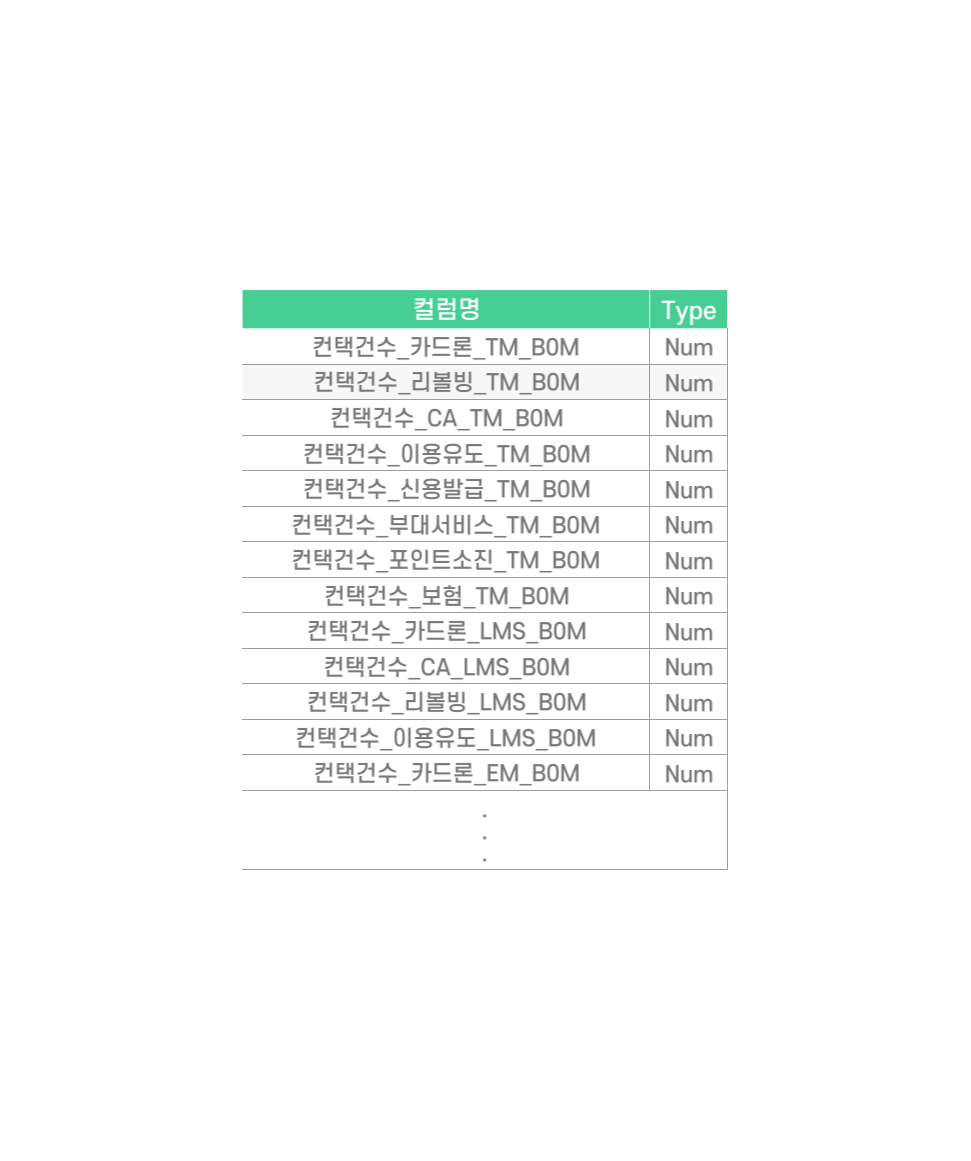 컬럼명 Type
컨택건수_카드론_TM_B0M Num
컨택건수_리볼빙_TM_B0M Num
컨택건수_CA_TM_B0M Num
컨택건수_이용유도_TM_B0M Num
컨택건수_신용발급_TM_B0M Num
컨택건수_부대서비스_TM_B0M Num
컨택건수_포인트소진_TM_B0M Num
컨택건수_보험_TM_B0M Num
컨택건수_카드론_LMS_B0M Num
컨택건수_CA_LMS_B0M Num
컨택건수_리볼빙_LMS_B0M Num
컨택건수_이용유도_LMS_B0M Num
컨택건수_카드론_EM_B0M Num
.
.
.